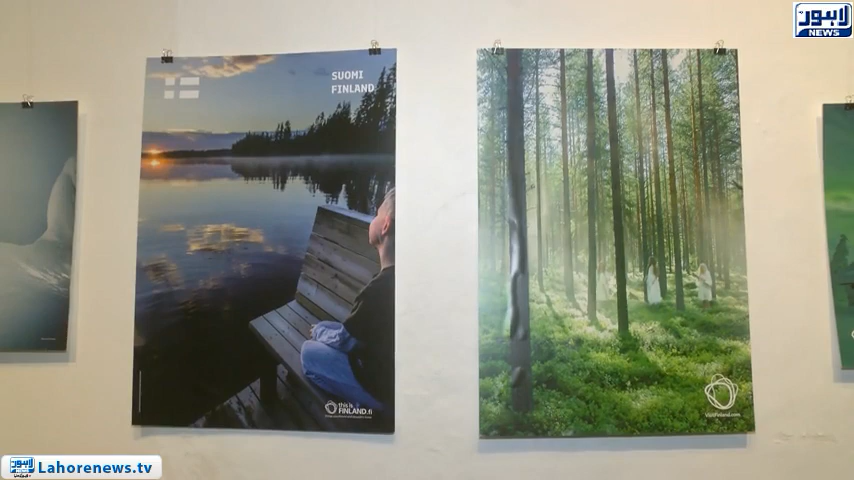 لاہور
NEWS
SUOMI
FINLAND
this is
FINLAND.fi
VisitFinland.com
لاہور
Lahorenews.tv